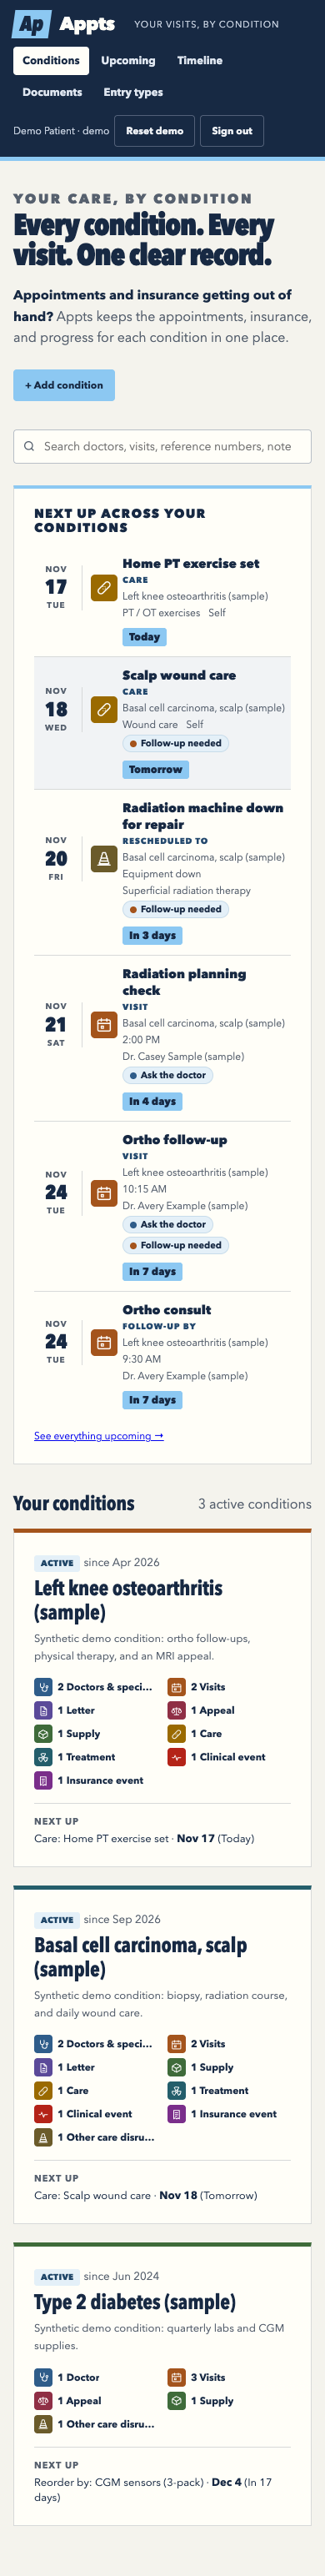 Ap Appts YOUR VISITS, BY CONDITION
Conditions Upcoming Timeline
Documents Entry types
Demo Patient · demo Reset demo Sign out
YOUR CARE, BY CONDITION
Every condition. Every
visit. One clear record.
Appointments and insurance getting out of
hand? Appts keeps the appointments, insurance,
and progress for each condition in one place.
+ Add condition
Search doctors, visits, reference numbers, note
NEXT UP ACROSS YOUR
CONDITIONS
NOV
17
TUE
Home PT exercise set
CARE
Left knee osteoarthritis (sample)
PT / OT exercises Self
Today
NOV
18
WED
Scalp wound care
CARE
Basal cell carcinoma, scalp (sample)
Wound care Self
Follow-up needed
Tomorrow
NOV
20
FRI
Radiation machine down
for repair
RESCHEDULED TO
Basal cell carcinoma, scalp (sample)
Equipment down
Superficial radiation therapy
Follow-up needed
In 3 days
NOV
21
SAT
Radiation planning
check
VISIT
Basal cell carcinoma, scalp (sample)
2:00 PM
Dr. Casey Sample (sample)
Ask the doctor
In 4 days
NOV
24
TUE
Ortho follow-up
VISIT
Left knee osteoarthritis (sample)
10:15 AM
Dr. Avery Example (sample)
Ask the doctor
Follow-up needed
In 7 days
NOV
24
TUE
Ortho consult
FOLLOW-UP BY
Left knee osteoarthritis (sample)
9:30 AM
Dr. Avery Example (sample)
In 7 days
See everything upcoming →
Your conditions 3 active conditions
ACTIVE since Apr 2026
Left knee osteoarthritis
(sample)
Synthetic demo condition: ortho follow-ups,
physical therapy, and an MRI appeal.
2 Doctors & speci... 2 Visits
1 Letter 1 Appeal
1 Supply 1 Care
1 Treatment 1 Clinical event
1 Insurance event
NEXT UP
Care: Home PT exercise set · Nov 17 (Today)
ACTIVE since Sep 2026
Basal cell carcinoma, scalp
(sample)
Synthetic demo condition: biopsy, radiation course,
and daily wound care.
2 Doctors & speci... 2 Visits
1 Letter 1 Supply
1 Care 1 Treatment
1 Clinical event 1 Insurance event
1 Other care disru...
NEXT UP
Care: Scalp wound care · Nov 18 (Tomorrow)
ACTIVE since Jun 2024
Type 2 diabetes (sample)
Synthetic demo condition: quarterly labs and CGM
supplies.
1 Doctor 3 Visits
1 Appeal 1 Supply
1 Other care disru...
NEXT UP
Reorder by: CGM sensors (3-pack) · Dec 4 (In 17
days)